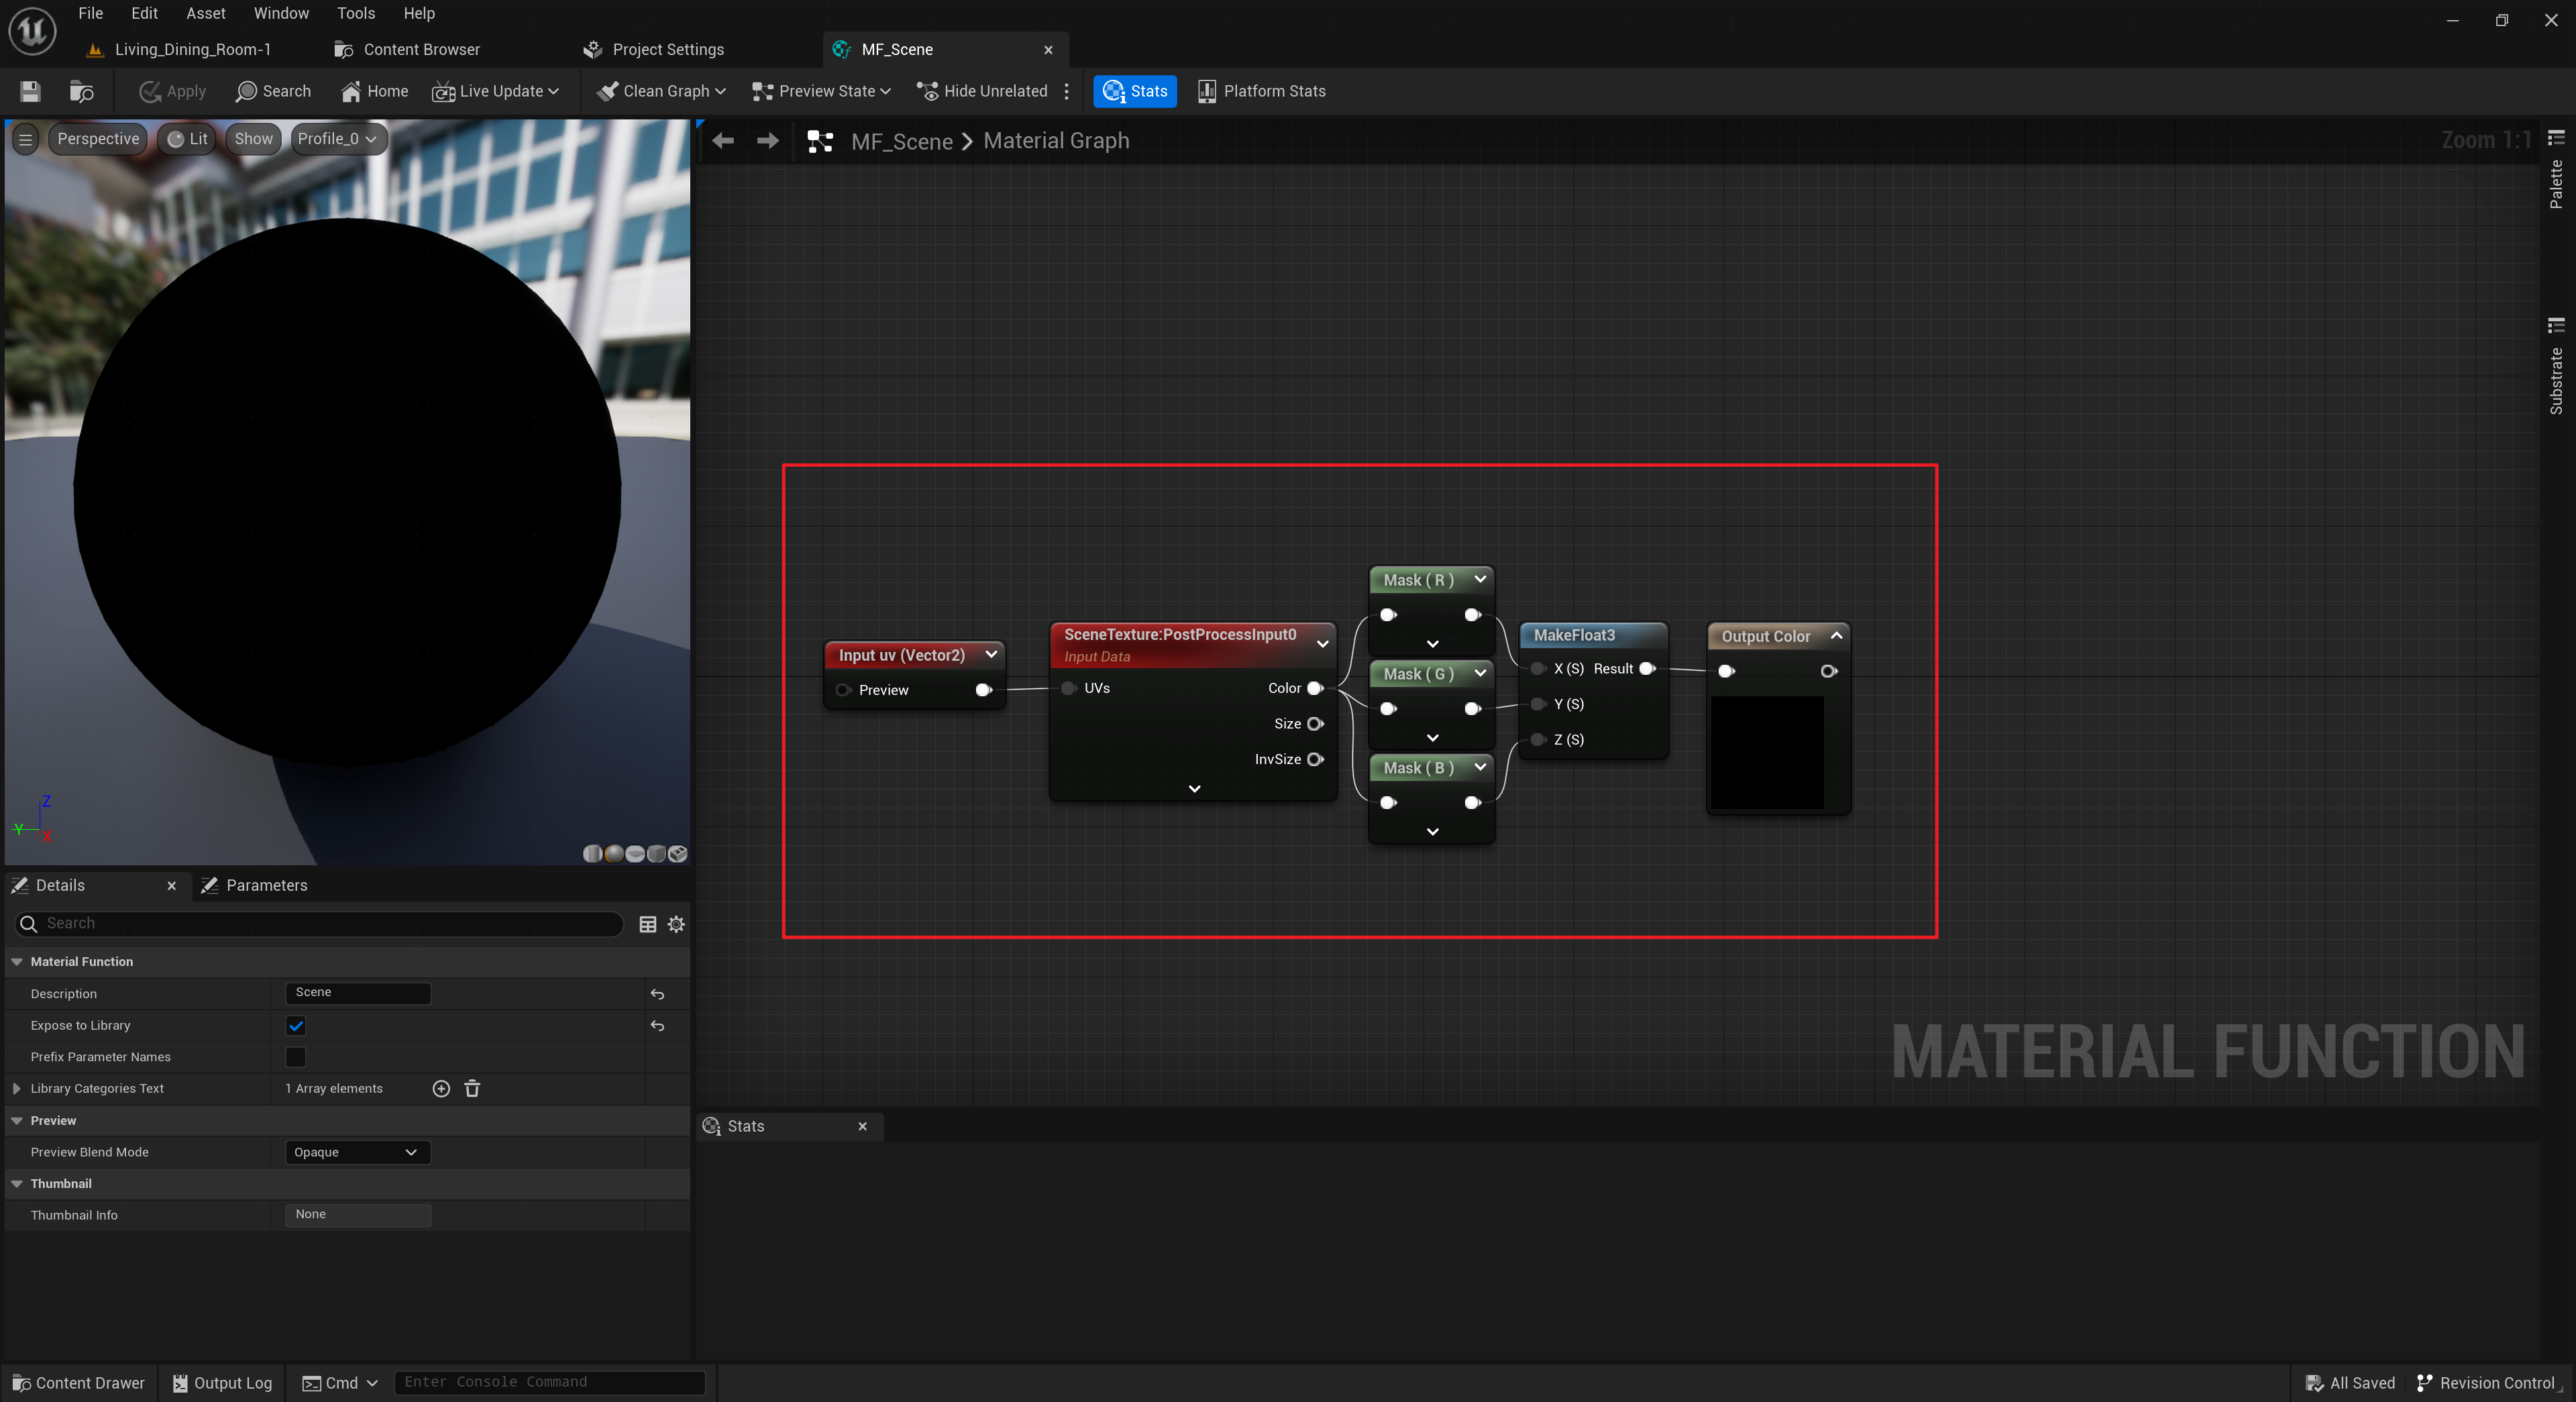 File Edit Asset Window Tools Help
Living_Dining_Room-1 Content Browser Project Settings MF_Scene
Apply Search Home Live Update Clean Graph Preview State Hide Unrelated Stats Platform Stats
Perspective Lit Show Profile_0
MF_Scene > Material Graph Zoom 1:1
Palette
Substrate
Mask ( R )
Input uv (Vector2)
Preview
SceneTexture:PostProcessInput0
Input Data
UVs Color
Size
InvSize
Mask ( G )
Mask ( B )
MakeFloat3
X (S) Result
Y (S)
Z (S)
Output Color
Z
Y
X
MATERIAL FUNCTION
Details Parameters
Search
Material Function
Description Scene
Expose to Library
Prefix Parameter Names
Library Categories Text 1 Array elements
Preview
Preview Blend Mode Opaque
Thumbnail
Thumbnail Info None
Stats
Content Drawer Output Log Cmd Enter Console Command All Saved Revision Control